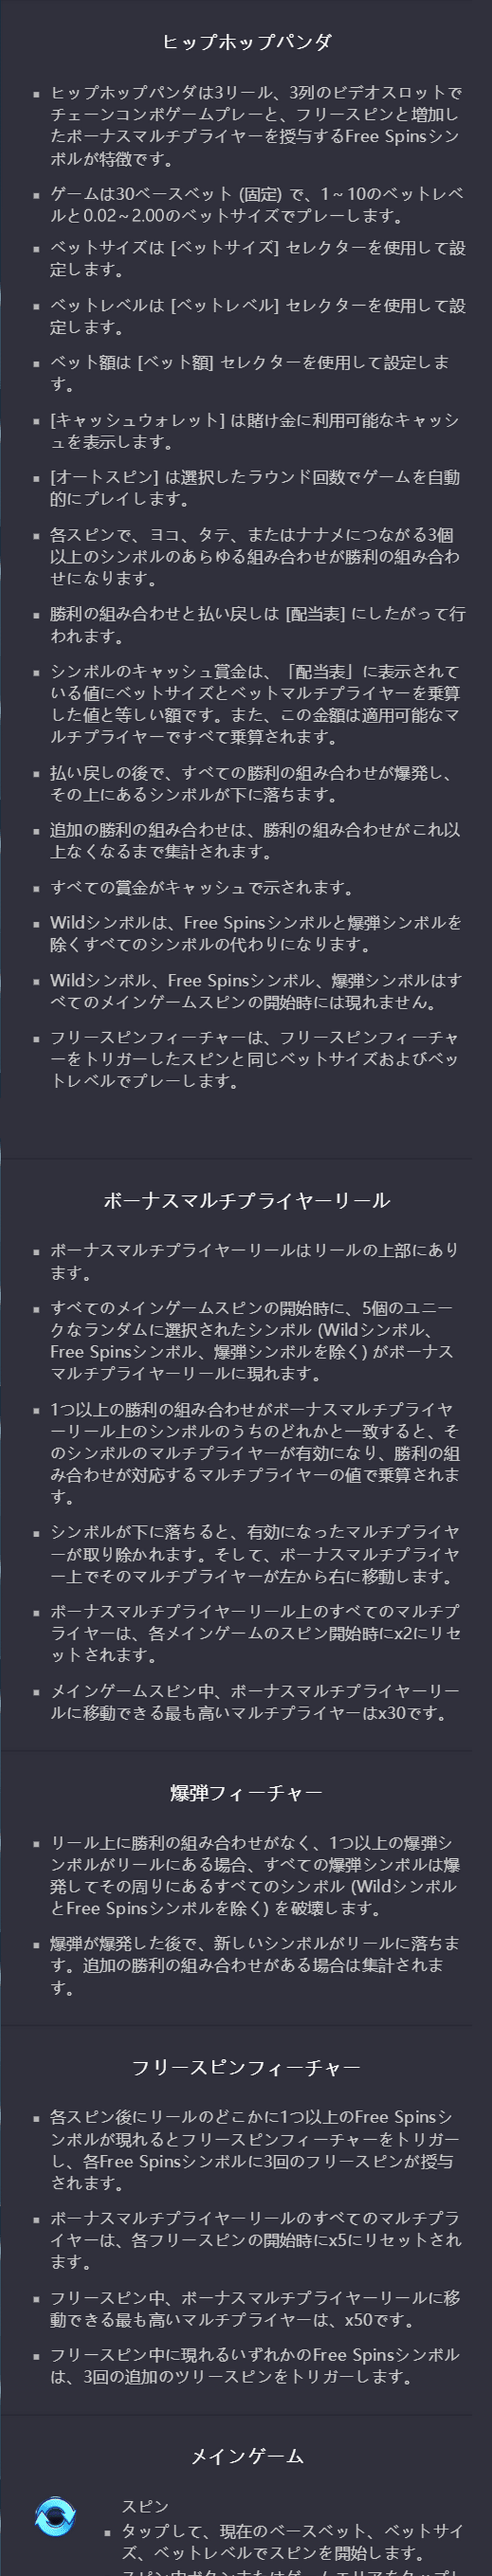 ヒップホップパンダ
ヒップホップパンダは3リール、3列のビデオスロットで
チェーンコンボゲームプレーと、フリースピンと増加し
たボーナスマルチプライヤーを授与するFree Spinsシン
ボルが特徴です。
ゲームは30ベースベット (固定) で、1～10のベットレベ
ルと0.02～2.00のベットサイズでプレーします。
ベットサイズは [ベットサイズ] セレクターを使用して設
定します。
ベットレベルは [ベットレベル] セレクターを使用して設
定します。
ベット額は [ベット額] セレクターを使用して設定しま
す。
[キャッシュウォレット] は賭け金に利用可能なキャッシ
ュを表示します。
[オートスピン] は選択したラウンド回数でゲームを自動
的にプレイします。
各スピンで、ヨコ、タテ、またはナナメにつながる3個
以上のシンボルのあらゆる組み合わせが勝利の組み合わ
せになります。
勝利の組み合わせと払い戻しは [配当表] にしたがって行
われます。
シンボルのキャッシュ賞金は、「配当表」に表示されて
いる値にベットサイズとベットマルチプライヤーを乗算
した値と等しい額です。また、この金額は適用可能なマ
ルチプライヤーですべて乗算されます。
払い戻しの後で、すべての勝利の組み合わせが爆発し、
その上にあるシンボルが下に落ちます。
追加の勝利の組み合わせは、勝利の組み合わせがこれ以
上なくなるまで集計されます。
すべての賞金がキャッシュで示されます。
Wildシンボルは、Free Spinsシンボルと爆弾シンボルを
除くすべてのシンボルの代わりになります。
Wildシンボル、Free Spinsシンボル、爆弾シンボルはす
べてのメインゲームスピンの開始時には現れません。
フリースピンフィーチャーは、フリースピンフィーチャ
ーをトリガーしたスピンと同じベットサイズおよびベッ
トレベルでプレーします。
ボーナスマルチプライヤーリール
ボーナスマルチプライヤーリールはリールの上部にあり
ます。
すべてのメインゲームスピンの開始時に、5個のユニー
クなランダムに選択されたシンボル (Wildシンボル、
Free Spinsシンボル、爆弾シンボルを除く) がボーナス
マルチプライヤーリールに現れます。
1つ以上の勝利の組み合わせがボーナスマルチプライヤ
ーリール上のシンボルのうちのどれかと一致すると、そ
のシンボルのマルチプライヤーが有効になり、勝利の組
み合わせが対応するマルチプライヤーの値で乗算されま
す。
シンボルが下に落ちると、有効になったマルチプライヤ
ーが取り除かれます。そして、ボーナスマルチプライヤ
ー上でそのマルチプライヤーが左から右に移動します。
ボーナスマルチプライヤーリール上のすべてのマルチプ
ライヤーは、各メインゲームのスピン開始時にx2にリセ
ットされます。
メインゲームスピン中、ボーナスマルチプライヤーリー
ルに移動できる最も高いマルチプライヤーはx30です。
爆弾フィーチャー
リール上に勝利の組み合わせがなく、1つ以上の爆弾シ
ンボルがリールにある場合、すべての爆弾シンボルは爆
発してその周りにあるすべてのシンボル (Wildシンボル
とFree Spinsシンボルを除く) を破壊します。
爆弾が爆発した後で、新しいシンボルがリールに落ちま
す。追加の勝利の組み合わせがある場合は集計されま
す。
フリースピンフィーチャー
各スピン後にリールのどこかに1つ以上のFree Spinsシ
ンボルが現れるとフリースピンフィーチャーをトリガー
し、各Free Spinsシンボルに3回のフリースピンが授与
されます。
ボーナスマルチプライヤーリールのすべてのマルチプラ
イヤーは、各フリースピンの開始時にx5にリセットされ
ます。
フリースピン中、ボーナスマルチプライヤーリールに移
動できる最も高いマルチプライヤーは、x50です。
フリースピン中に現れるいずれかのFree Spinsシンボル
は、3回の追加のツリースピンをトリガーします。
メインゲーム
スピン
タップして、現在のベースベット、ベットサイ
ズ、ベットレベルでスピンを開始します。